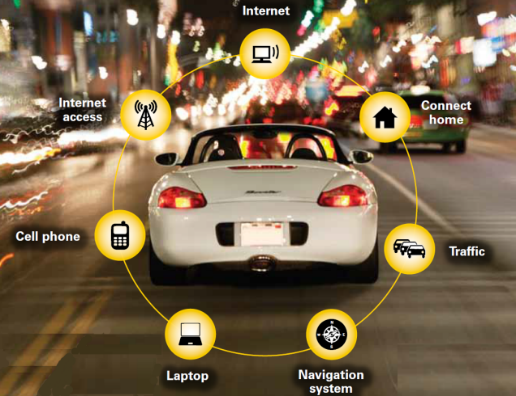 Internet
Internet
access
Connect
home
Cell phone
Traffic
Laptop
Navigation
system